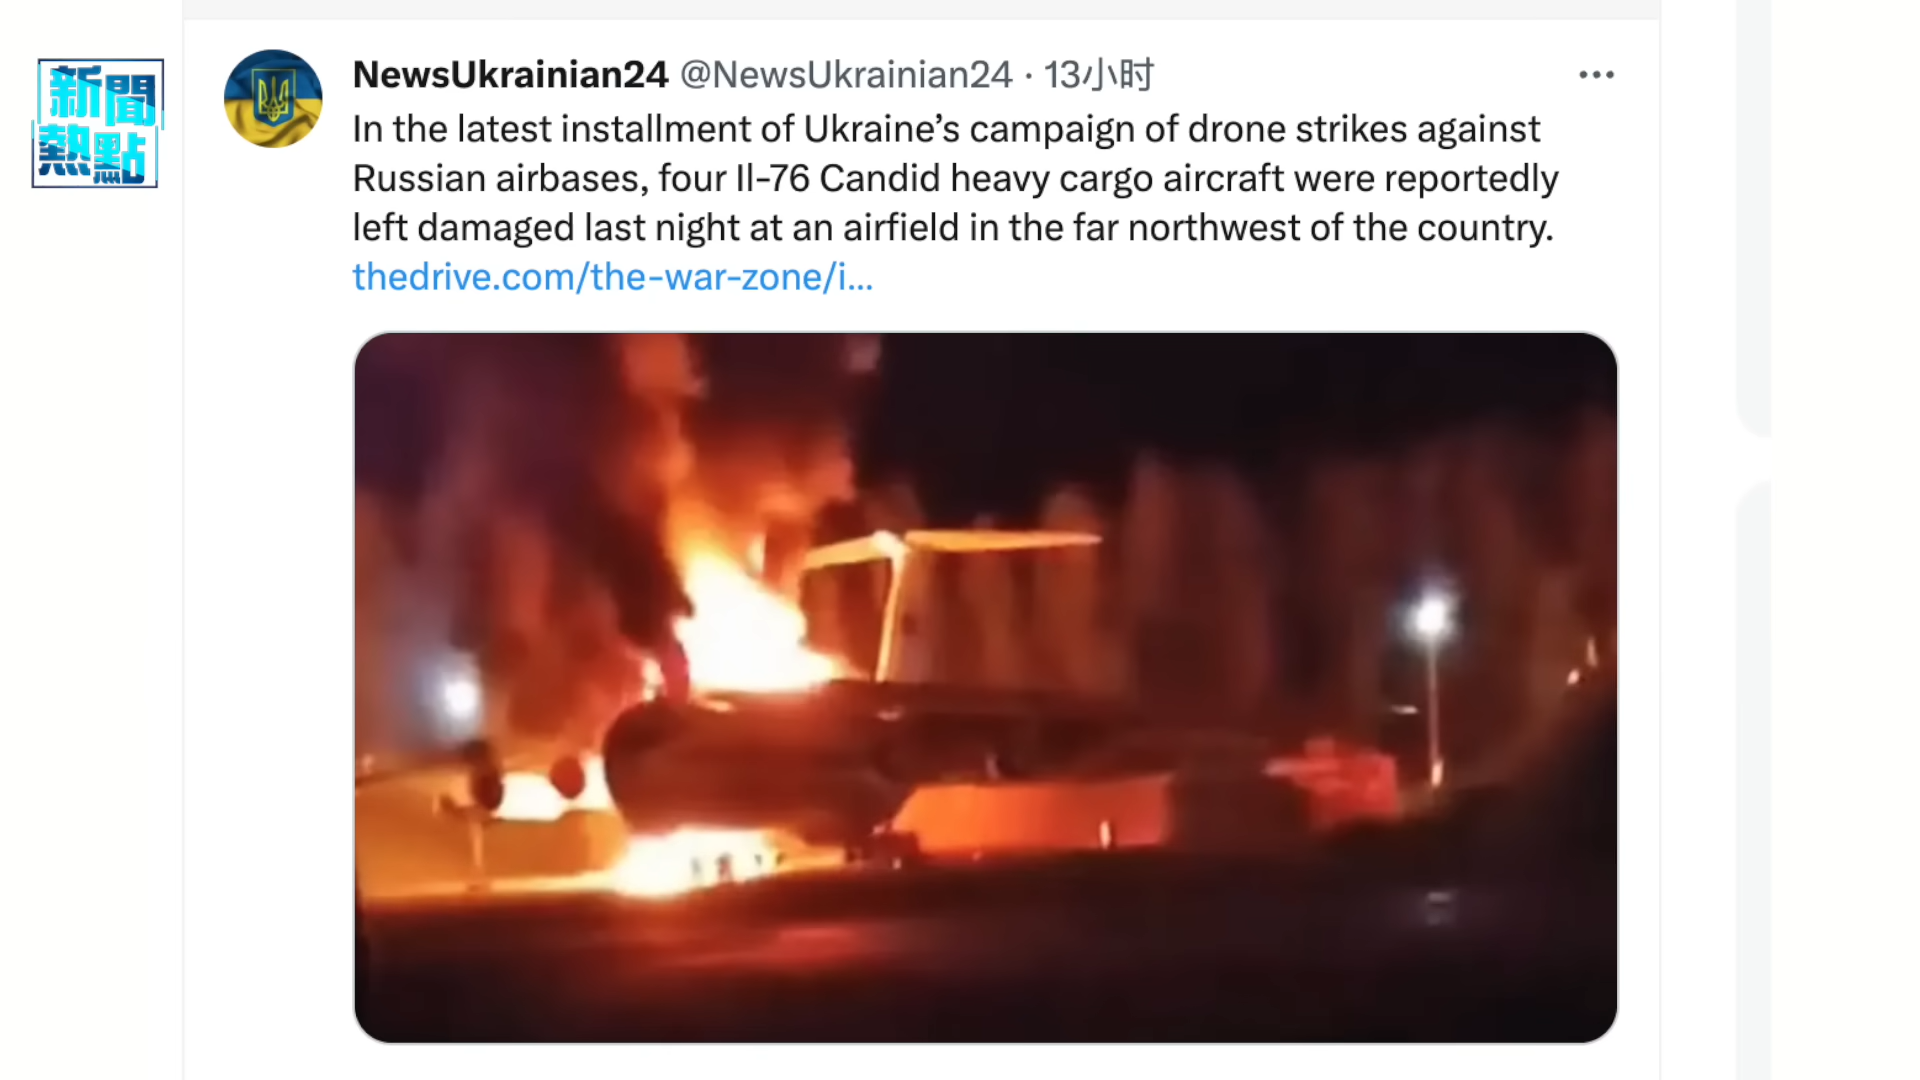 新聞
熱點
NewsUkrainian24 @NewsUkrainian24 · 13小时
In the latest installment of Ukraine’s campaign of drone strikes against
Russian airbases, four Il-76 Candid heavy cargo aircraft were reportedly
left damaged last night at an airfield in the far northwest of the country.
thedrive.com/the-war-zone/i...